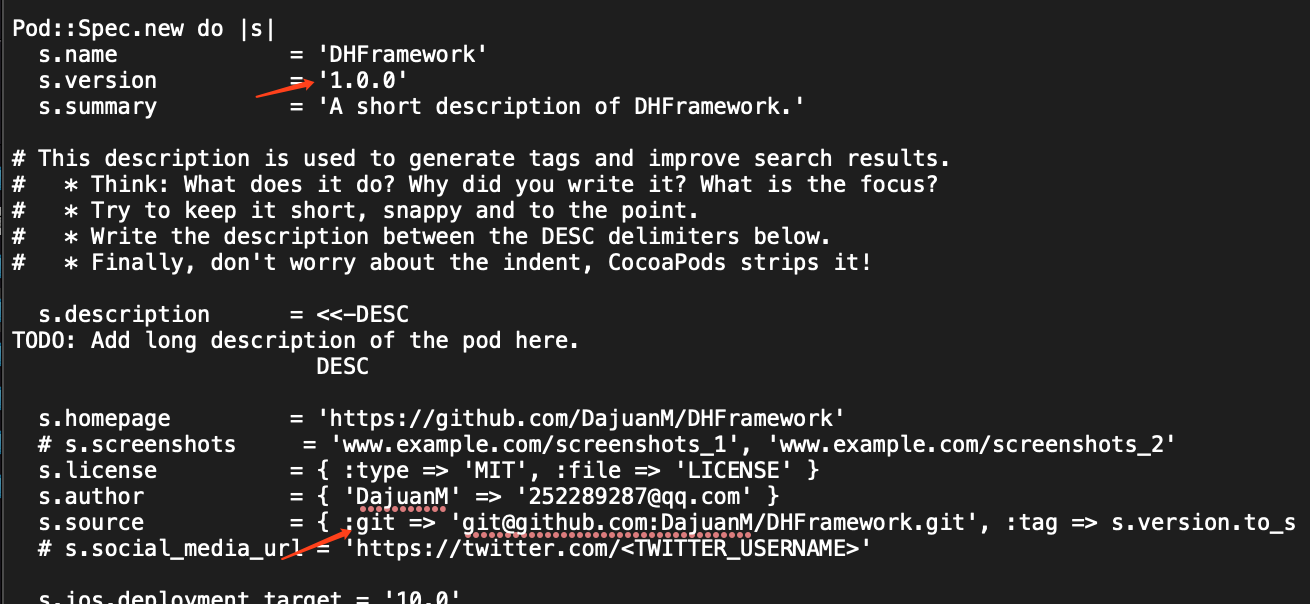 Pod::Spec.new do |s|
  s.name             = 'DHFramework'
  s.version          = '1.0.0'
  s.summary          = 'A short description of DHFramework.'
# This description is used to generate tags and improve search results.
#   * Think: What does it do? Why did you write it? What is the focus?
#   * Try to keep it short, snappy and to the point.
#   * Write the description between the DESC delimiters below.
#   * Finally, don't worry about the indent, CocoaPods strips it!
  s.description      = <<-DESC
TODO: Add long description of the pod here.
                       DESC
  s.homepage         = 'https://github.com/DajuanM/DHFramework'
  # s.screenshots     = 'www.example.com/screenshots_1', 'www.example.com/screenshots_2'
  s.license          = { :type => 'MIT', :file => 'LICENSE' }
  s.author           = { 'DajuanM' => '252289287@qq.com' }
  s.source           = { :git => 'git@github.com:DajuanM/DHFramework.git', :tag => s.version.to_s
  # s.social_media_url = 'https://twitter.com/<TWITTER_USERNAME>'
  s.ios.deployment_target = '10.0'